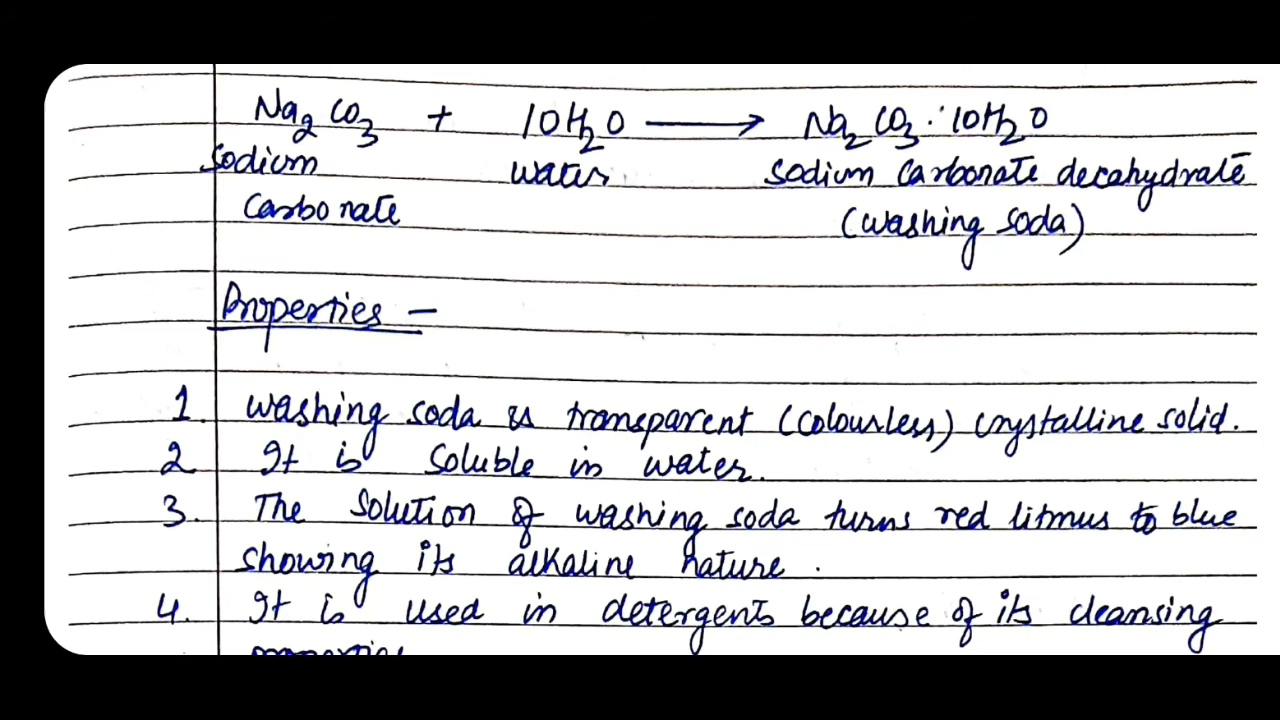 Na₂CO₃ + 10H₂O ⟶ Na₂CO₃·10H₂O
sodium water sodium carbonate decahydrate
carbonate (washing soda)
Properties –
1. washing soda is transparent (colourless) crystalline solid.
2 It is soluble in water.
3. The solution of washing soda turns red litmus to blue
showing its alkaline nature.
4. It is used in detergents because of its cleansing
properties